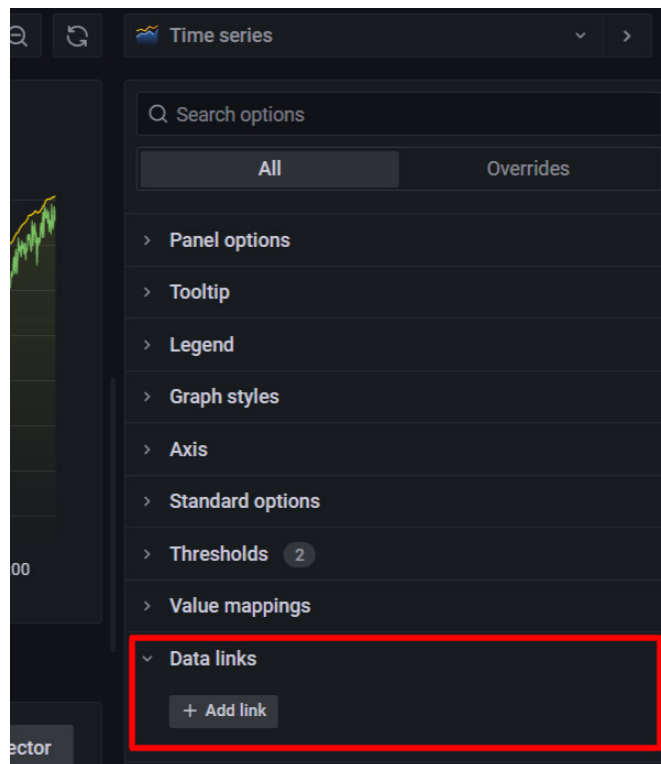 Time series
Search options
All
Overrides
Panel options
Tooltip
Legend
Graph styles
Axis
Standard options
Thresholds 2
Value mappings
Data links
+ Add link
:00
ector